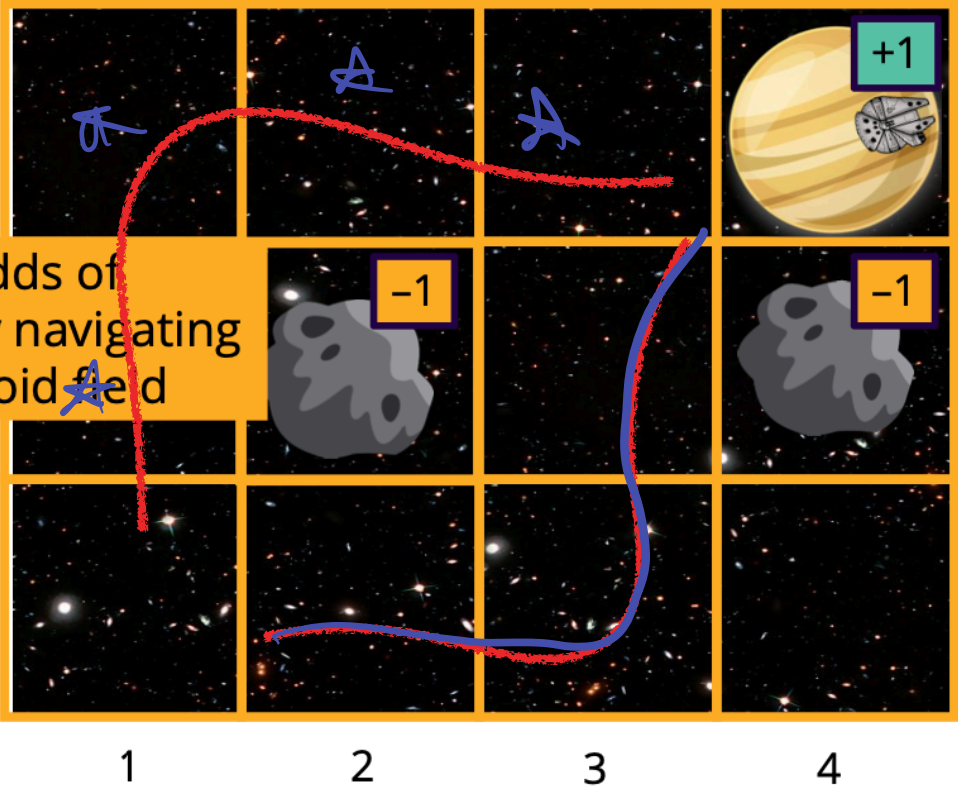 +1
dds of
navigating
oid field
–1
–1
1
2
3
4